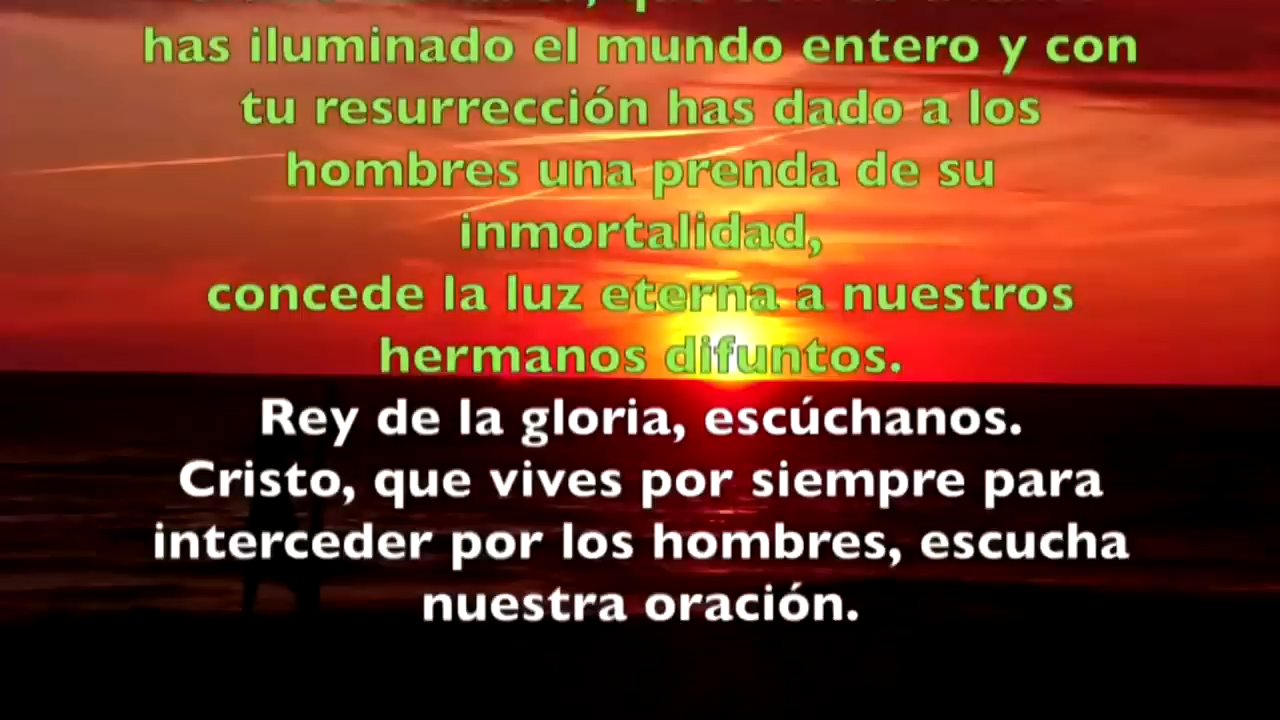 has iluminado el mundo entero y con
tu resurrección has dado a los
hombres una prenda de su
inmortalidad,
concede la luz eterna a nuestros
hermanos difuntos.
Rey de la gloria, escúchanos.
Cristo, que vives por siempre para
interceder por los hombres, escucha
nuestra oración.